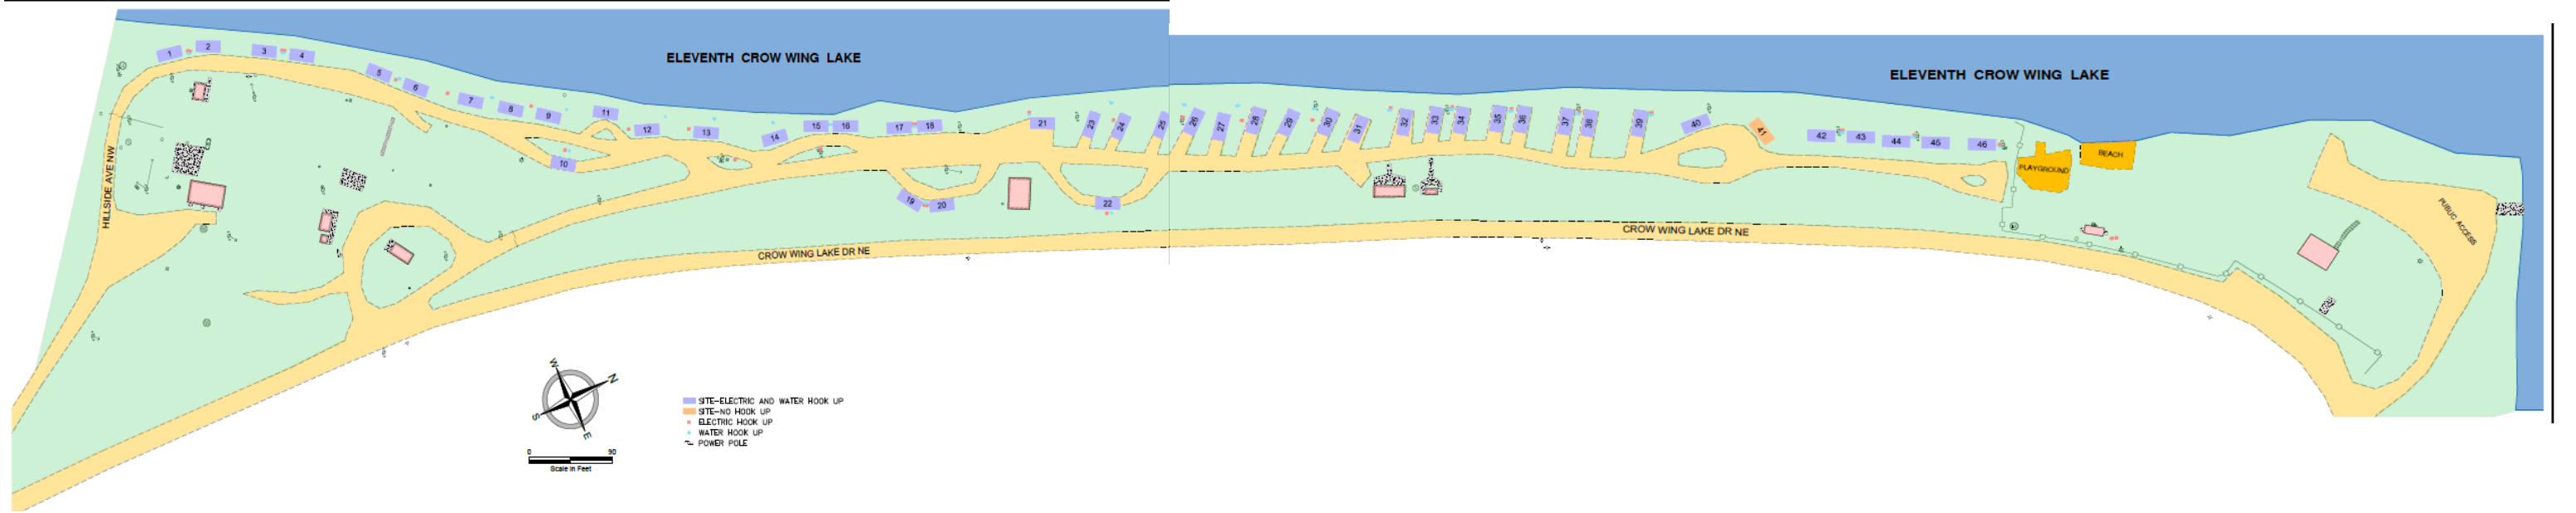 ELEVENTH CROW WING LAKE
ELEVENTH CROW WING LAKE
1
2
3
4
5
6
7
8
9
10
11
12
13
14
15
16
17
18
19
20
21
22
23
24
25
26
27
28
29
30
31
32
33
34
35
36
37
38
39
40
41
42
43
44
45
46
PLAYGROUND
BEACH
PUBLIC ACCESS
HILLSIDE AVE NW
CROW WING LAKE DR NE
CROW WING LAKE DR NE
W
N
S
E
0 90
Scale in Feet
SITE-ELECTRIC AND WATER HOOK UP
SITE-NO HOOK UP
ELECTRIC HOOK UP
WATER HOOK UP
POWER POLE